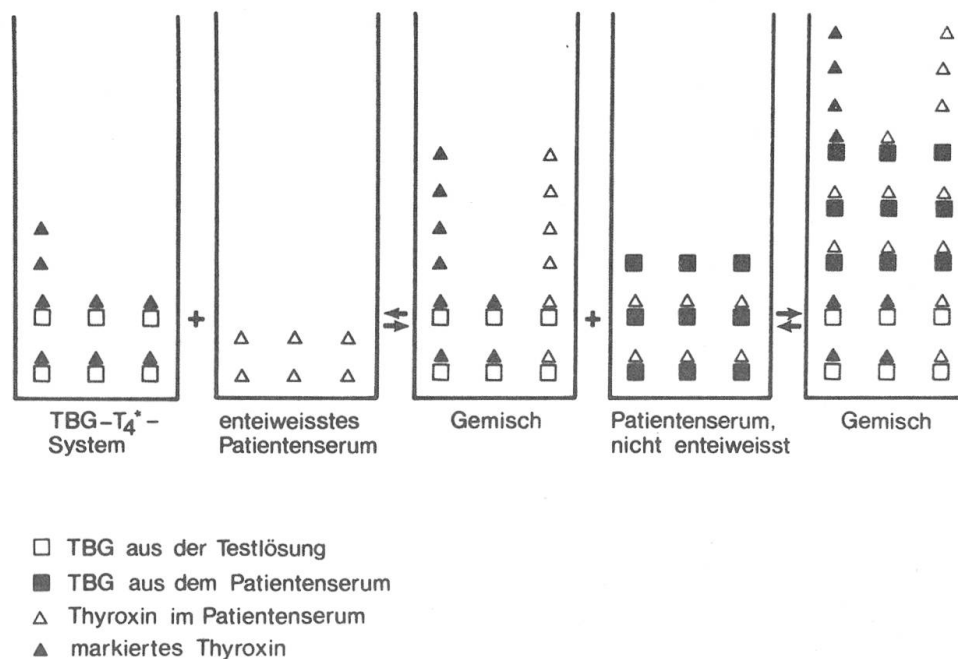 TBG–T₄*–
System
+
enteiweisstes
Patientenserum
Gemisch
+
Patientenserum,
nicht enteiweisst
Gemisch
TBG aus der Testlösung
TBG aus dem Patientenserum
Thyroxin im Patientenserum
markiertes Thyroxin